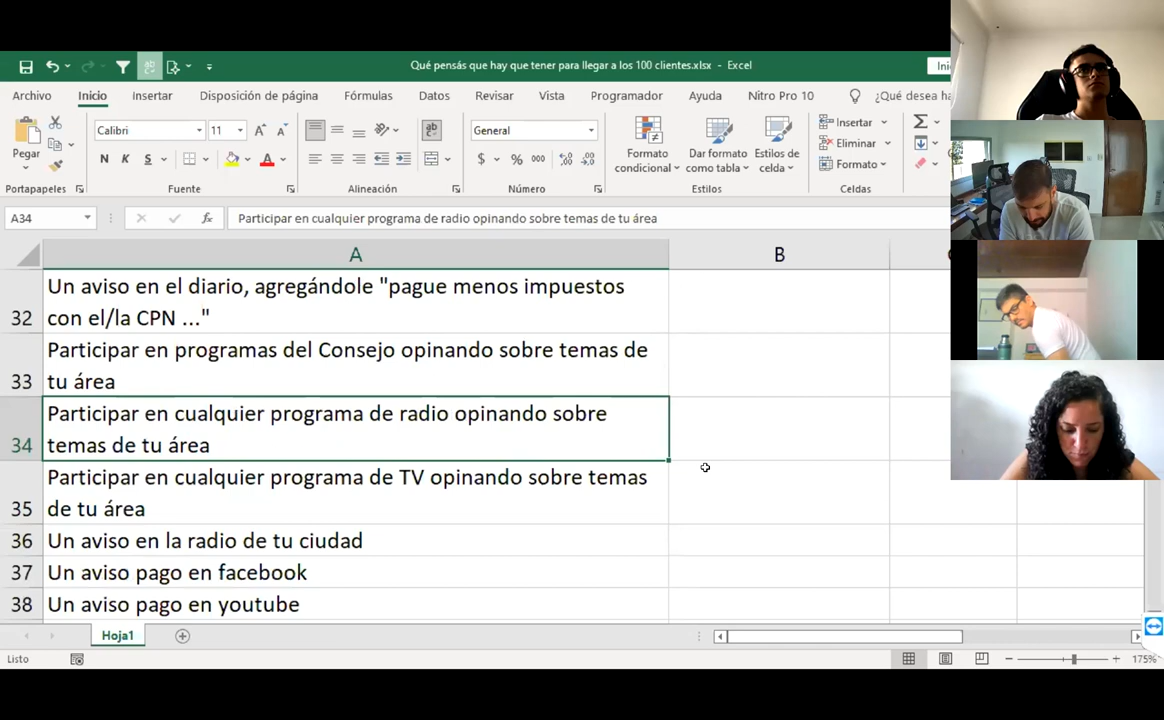 Qué pensás que hay que tener para llegar a los 100 clientes.xlsx - Excel
Ini
Archivo Inicio Insertar Disposición de página Fórmulas Datos Revisar Vista Programador Ayuda Nitro Pro 10 ¿Qué desea ha
Pegar
Calibri 11
N K S
General
$ % 000
Formato condicional
Dar formato como tabla
Estilos de celda
Insertar
Eliminar
Formato
Portapapeles Fuente Alineación Número Estilos Celdas
A34 fx Participar en cualquier programa de radio opinando sobre temas de tu área
A B
Un aviso en el diario, agregándole "pague menos impuestos
32 con el/la CPN ..."
Participar en programas del Consejo opinando sobre temas de
33 tu área
Participar en cualquier programa de radio opinando sobre
34 temas de tu área
Participar en cualquier programa de TV opinando sobre temas
35 de tu área
36 Un aviso en la radio de tu ciudad
37 Un aviso pago en facebook
38 Un aviso pago en youtube
Hoja1
Listo 175%